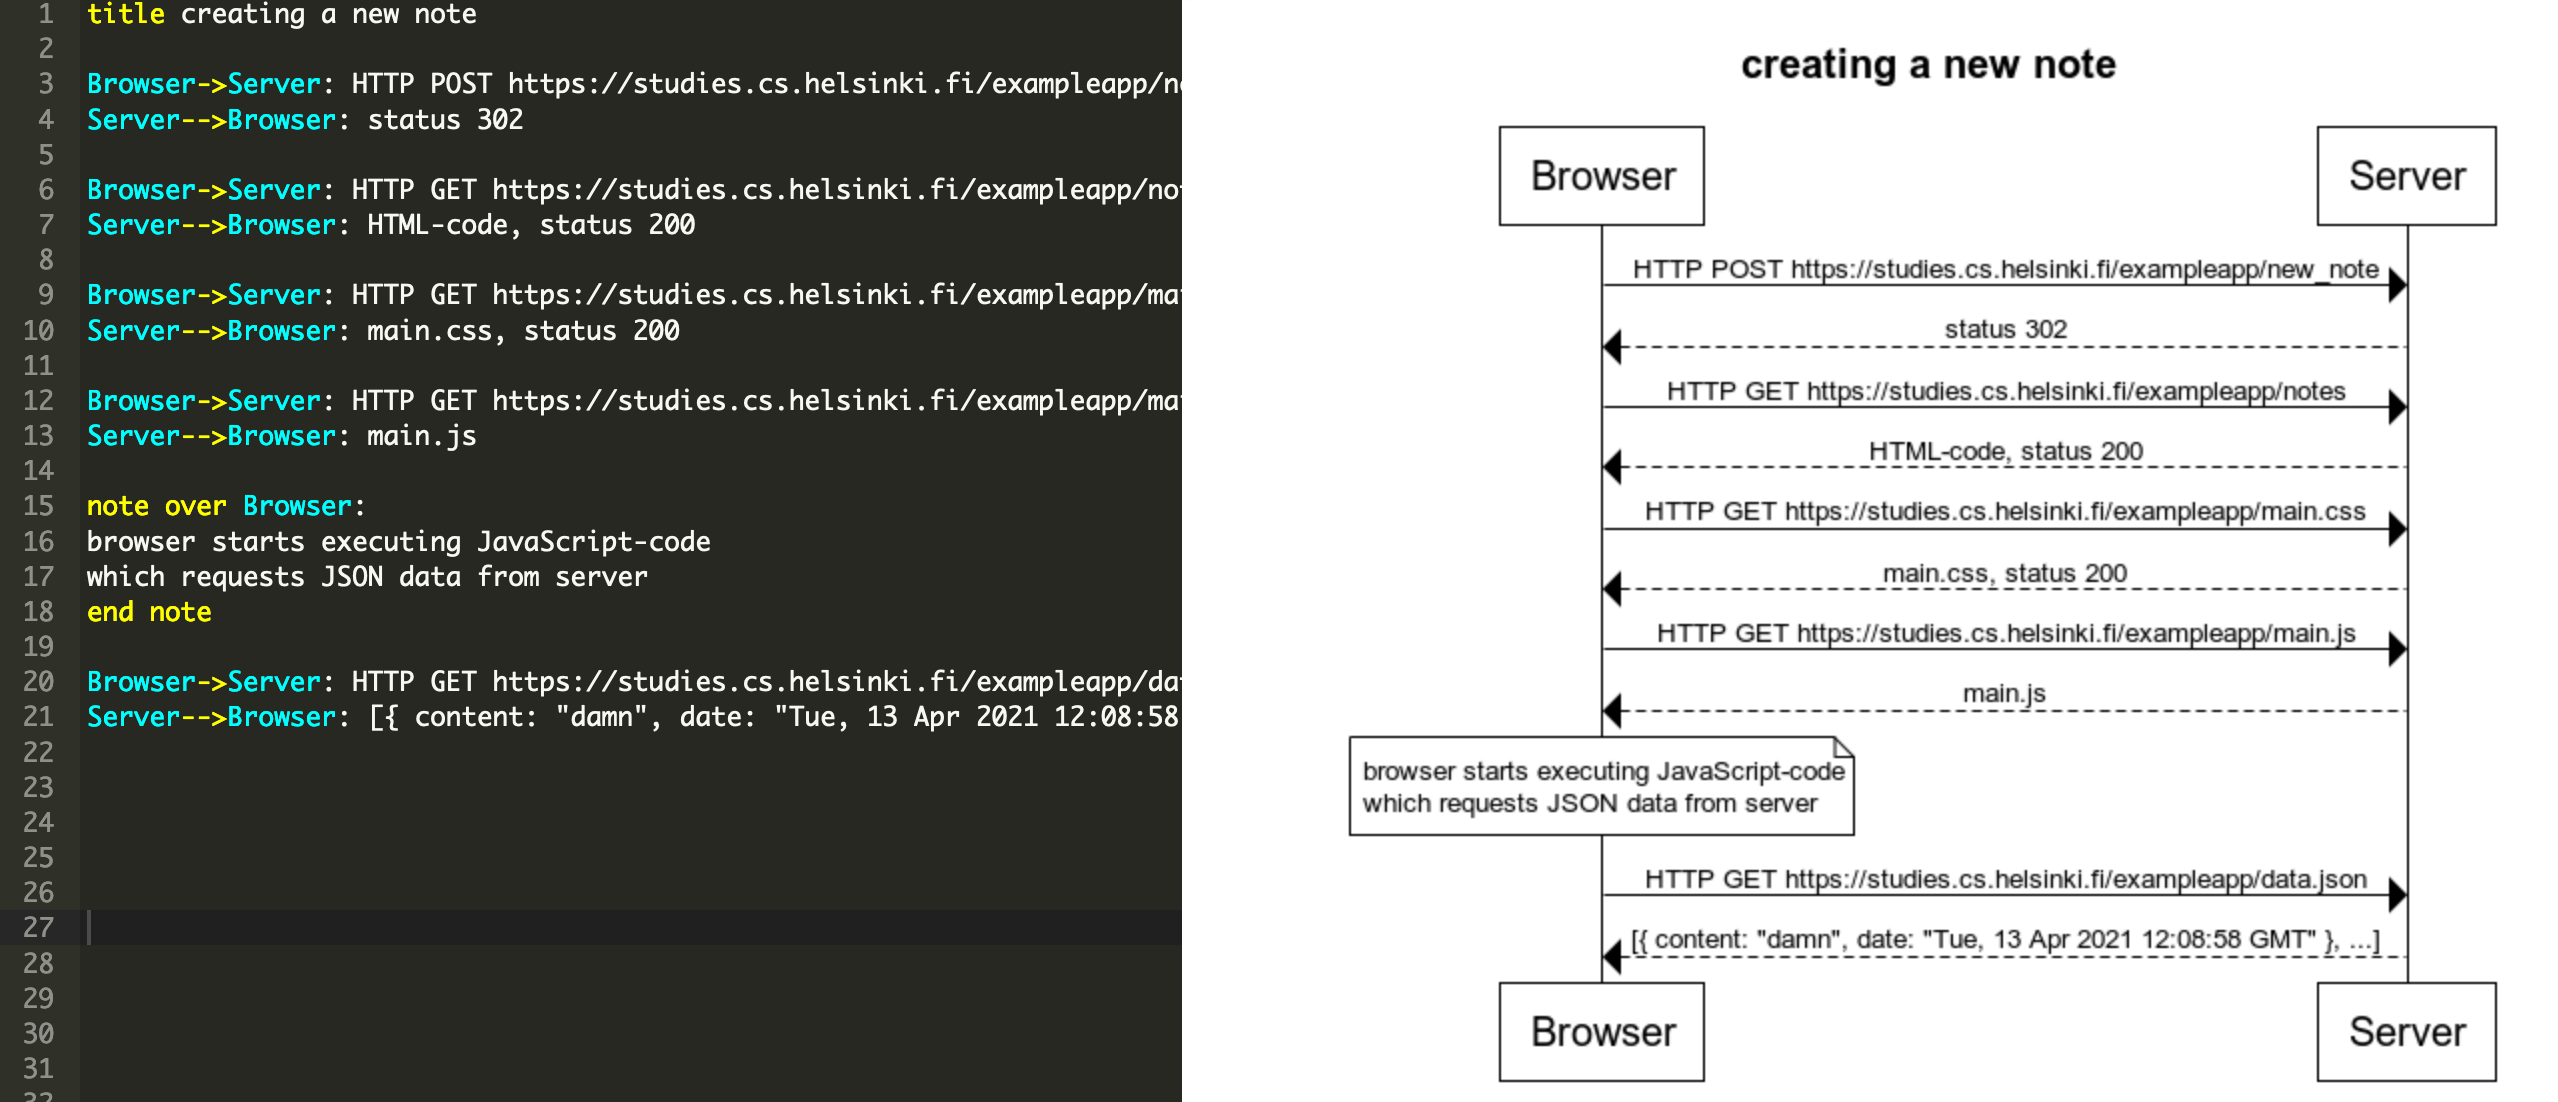 1 title creating a new note
2
3 Browser->Server: HTTP POST https://studies.cs.helsinki.fi/exampleapp/n
4 Server-->Browser: status 302
5
6 Browser->Server: HTTP GET https://studies.cs.helsinki.fi/exampleapp/no
7 Server-->Browser: HTML-code, status 200
8
9 Browser->Server: HTTP GET https://studies.cs.helsinki.fi/exampleapp/ma
10 Server-->Browser: main.css, status 200
11
12 Browser->Server: HTTP GET https://studies.cs.helsinki.fi/exampleapp/ma
13 Server-->Browser: main.js
14
15 note over Browser:
16 browser starts executing JavaScript-code
17 which requests JSON data from server
18 end note
19
20 Browser->Server: HTTP GET https://studies.cs.helsinki.fi/exampleapp/da
21 Server-->Browser: [{ content: "damn", date: "Tue, 13 Apr 2021 12:08:58
22
23
24
25
26
27
28
29
30
31
32
creating a new note
Browser Server
HTTP POST https://studies.cs.helsinki.fi/exampleapp/new_note
status 302
HTTP GET https://studies.cs.helsinki.fi/exampleapp/notes
HTML-code, status 200
HTTP GET https://studies.cs.helsinki.fi/exampleapp/main.css
main.css, status 200
HTTP GET https://studies.cs.helsinki.fi/exampleapp/main.js
main.js
browser starts executing JavaScript-code
which requests JSON data from server
HTTP GET https://studies.cs.helsinki.fi/exampleapp/data.json
[{ content: "damn", date: "Tue, 13 Apr 2021 12:08:58 GMT" }, ...]
Browser Server